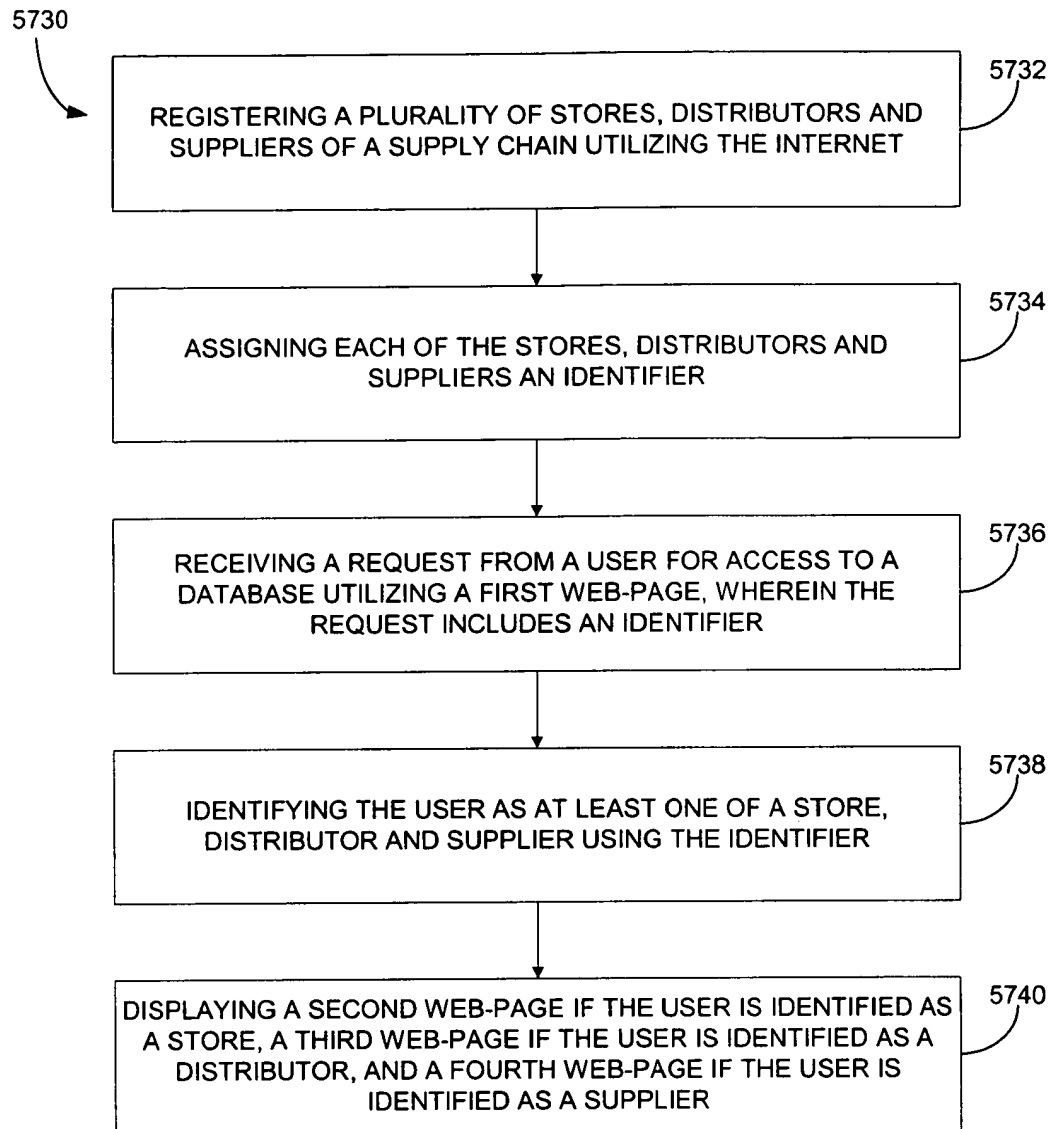 5730
5732
REGISTERING A PLURALITY OF STORES, DISTRIBUTORS AND
SUPPLIERS OF A SUPPLY CHAIN UTILIZING THE INTERNET
5734
ASSIGNING EACH OF THE STORES, DISTRIBUTORS AND
SUPPLIERS AN IDENTIFIER
5736
RECEIVING A REQUEST FROM A USER FOR ACCESS TO A
DATABASE UTILIZING A FIRST WEB-PAGE, WHEREIN THE
REQUEST INCLUDES AN IDENTIFIER
5738
IDENTIFYING THE USER AS AT LEAST ONE OF A STORE,
DISTRIBUTOR AND SUPPLIER USING THE IDENTIFIER
5740
DISPLAYING A SECOND WEB-PAGE IF THE USER IS IDENTIFIED AS
A STORE, A THIRD WEB-PAGE IF THE USER IS IDENTIFIED AS A
DISTRIBUTOR, AND A FOURTH WEB-PAGE IF THE USER IS
IDENTIFIED AS A SUPPLIER